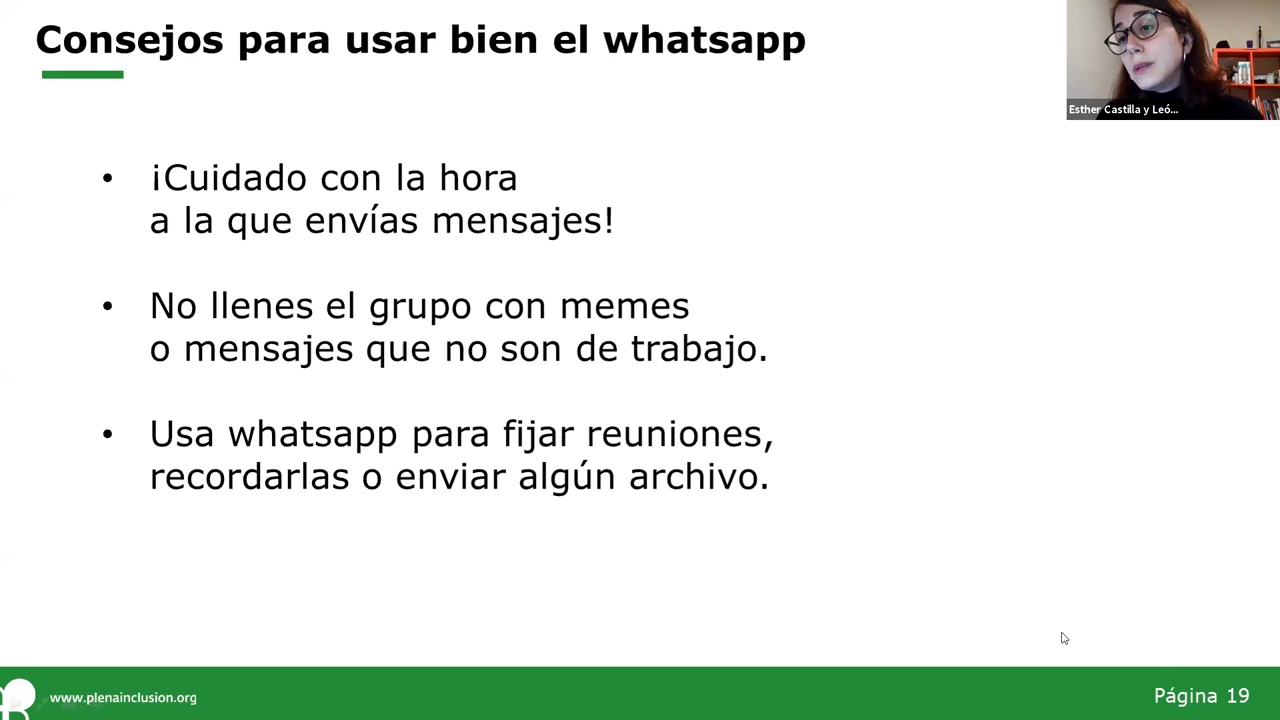 Consejos para usar bien el whatsapp
Esther Castilla y Leó...
• ¡Cuidado con la hora
a la que envías mensajes!
• No llenes el grupo con memes
o mensajes que no son de trabajo.
• Usa whatsapp para fijar reuniones,
recordarlas o enviar algún archivo.
www.plenainclusion.org
Página 19